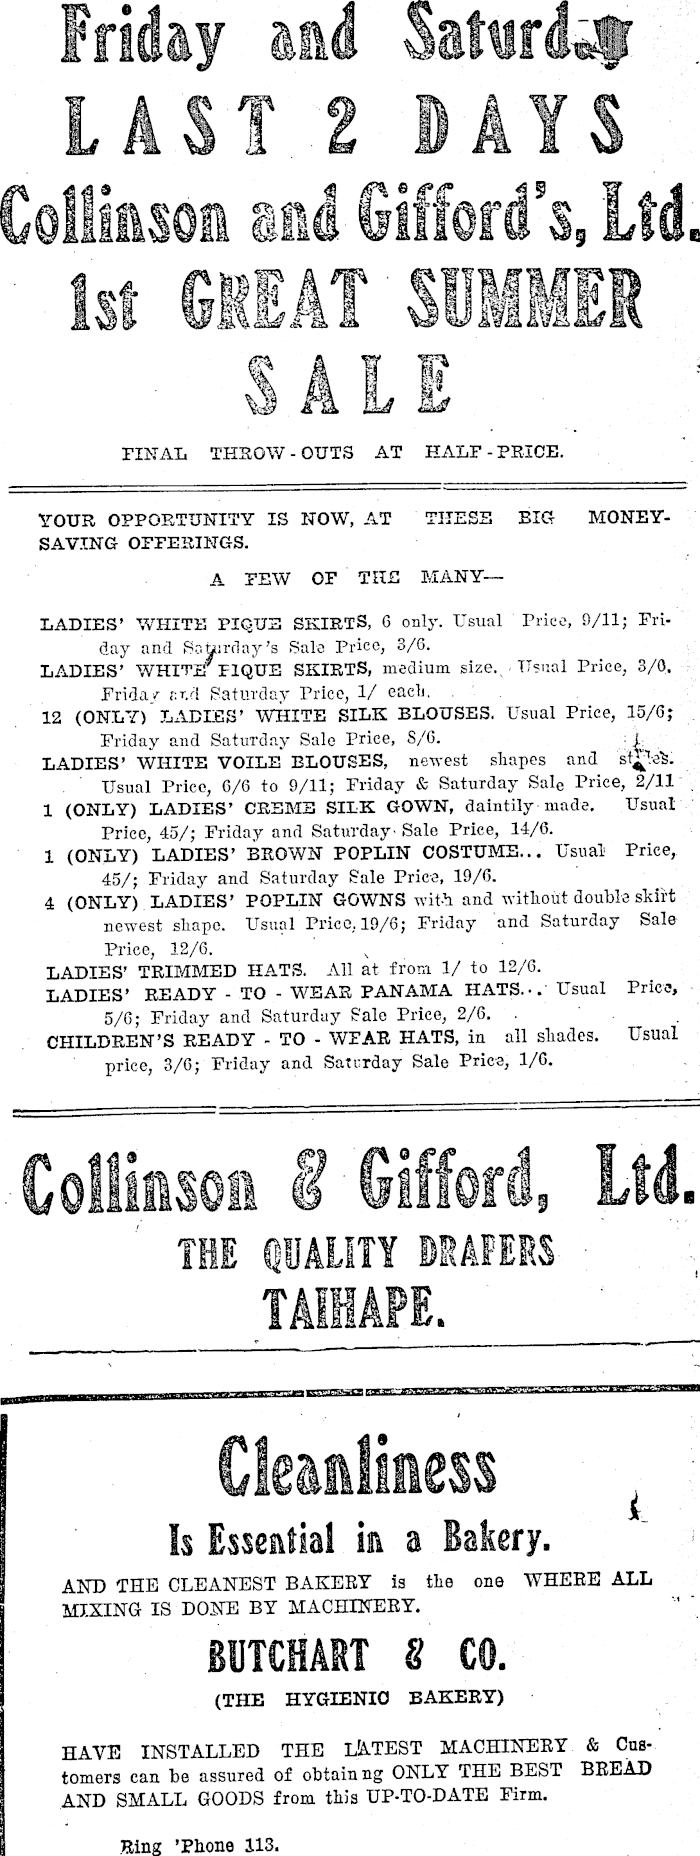 Friday and Saturday
LAST 2 DAYS
Collinson and Gifford's, Ltd.
1st GREAT SUMMER
SALE
FINAL THROW-OUTS AT HALF-PRICE.
YOUR OPPORTUNITY IS NOW, AT THESE BIG MONEY-
SAVING OFFERINGS.
A FEW OF THE MANY—
LADIES' WHITE PIQUE SKIRTS, 6 only. Usual Price, 9/11; Fri-
day and Saturday's Sale Price, 3/6.
LADIES' WHITE PIQUE SKIRTS, medium size. Usual Price, 3/0,
Friday and Saturday Price, 1/ each.
12 (ONLY) LADIES' WHITE SILK BLOUSES. Usual Price, 15/6;
Friday and Saturday Sale Price, 8/6.
LADIES' WHITE VOILE BLOUSES, newest shapes and styles.
Usual Price, 6/6 to 9/11; Friday & Saturday Sale Price, 2/11
1 (ONLY) LADIES' CREME SILK GOWN, daintily made. Usual
Price, 45/; Friday and Saturday Sale Price, 14/6.
1 (ONLY) LADIES' BROWN POPLIN COSTUME... Usual Price,
45/; Friday and Saturday Sale Price, 19/6.
4 (ONLY) LADIES' POPLIN GOWNS with and without double skirt
newest shape. Usual Price, 19/6; Friday and Saturday Sale
Price, 12/6.
LADIES' TRIMMED HATS. All at from 1/ to 12/6.
LADIES' READY - TO - WEAR PANAMA HATS... Usual Price,
5/6; Friday and Saturday Sale Price, 2/6.
CHILDREN'S READY - TO - WEAR HATS, in all shades. Usual
price, 3/6; Friday and Saturday Sale Price, 1/6.
Collinson & Gifford, Ltd.
THE QUALITY DRAPERS
TAIHAPE.
Cleanliness
Is Essential in a Bakery.
AND THE CLEANEST BAKERY is the one WHERE ALL
MIXING IS DONE BY MACHINERY.
BUTCHART & CO.
(THE HYGIENIC BAKERY)
HAVE INSTALLED THE LATEST MACHINERY & Cus-
tomers can be assured of obtaining ONLY THE BEST BREAD
AND SMALL GOODS from this UP-TO-DATE Firm.
Ring 'Phone 113.